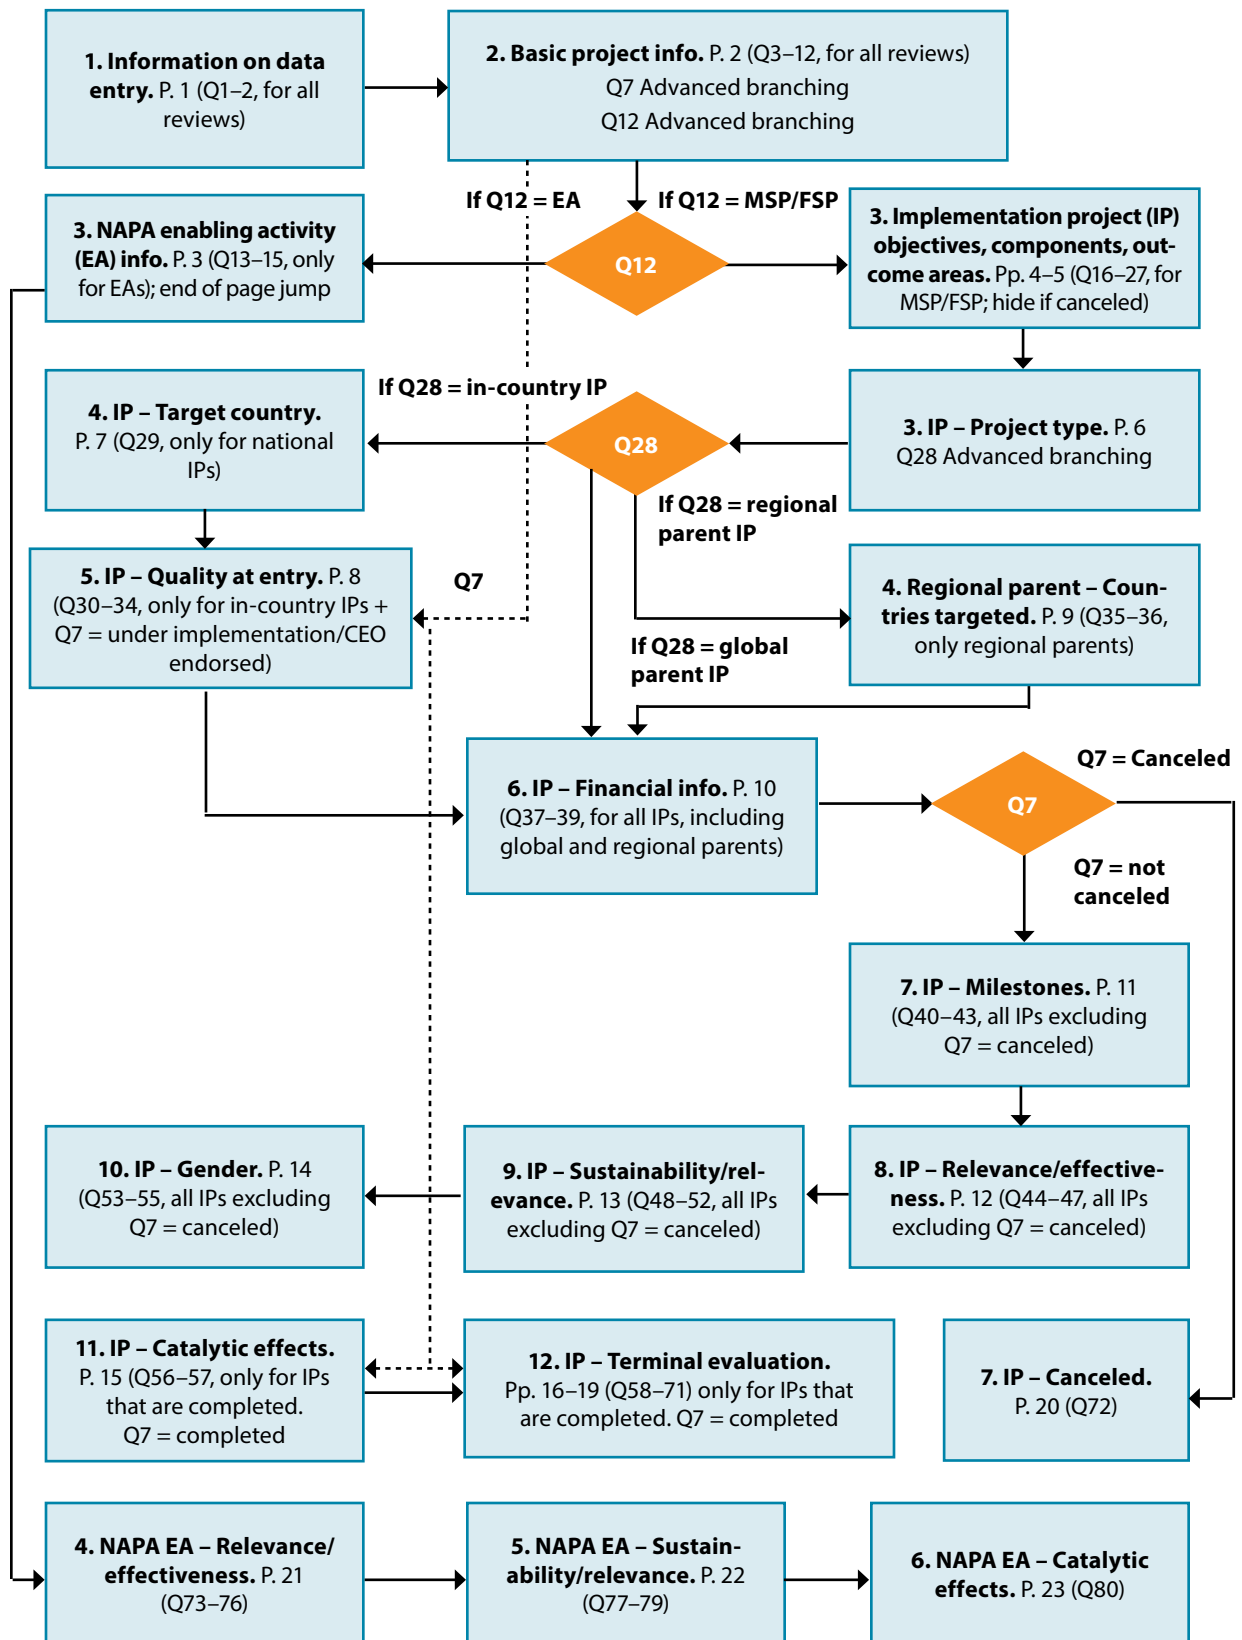 1. Information on data
entry. P. 1 (Q1–2, for all
reviews)
2. Basic project info. P. 2 (Q3–12, for all reviews)
Q7 Advanced branching
Q12 Advanced branching
If Q12 = EA
If Q12 = MSP/FSP
3. NAPA enabling activity
(EA) info. P. 3 (Q13–15, only
for EAs); end of page jump
Q12
3. Implementation project (IP)
objectives, components, out-
come areas. Pp. 4–5 (Q16–27, for
MSP/FSP; hide if canceled)
If Q28 = in-country IP
4. IP – Target country.
P. 7 (Q29, only for national
IPs)
Q28
3. IP – Project type. P. 6
Q28 Advanced branching
If Q28 = regional
parent IP
5. IP – Quality at entry. P. 8
(Q30–34, only for in-country IPs +
Q7 = under implementation/CEO
endorsed)
Q7
4. Regional parent – Coun-
tries targeted. P. 9 (Q35–36,
only regional parents)
If Q28 = global
parent IP
6. IP – Financial info. P. 10
(Q37–39, for all IPs, including
global and regional parents)
Q7
Q7 = Canceled
Q7 = not
canceled
7. IP – Milestones. P. 11
(Q40–43, all IPs excluding
Q7 = canceled)
10. IP – Gender. P. 14
(Q53–55, all IPs excluding
Q7 = canceled)
9. IP – Sustainability/rel-
evance. P. 13 (Q48–52, all IPs
excluding Q7 = canceled)
8. IP – Relevance/effective-
ness. P. 12 (Q44–47, all IPs
excluding Q7 = canceled)
11. IP – Catalytic effects.
P. 15 (Q56–57, only for IPs
that are completed.
Q7 = completed
12. IP – Terminal evaluation.
Pp. 16–19 (Q58–71) only for IPs that
are completed. Q7 = completed
7. IP – Canceled.
P. 20 (Q72)
4. NAPA EA – Relevance/
effectiveness. P. 21
(Q73–76)
5. NAPA EA – Sustain-
ability/relevance. P. 22
(Q77–79)
6. NAPA EA – Catalytic
effects. P. 23 (Q80)